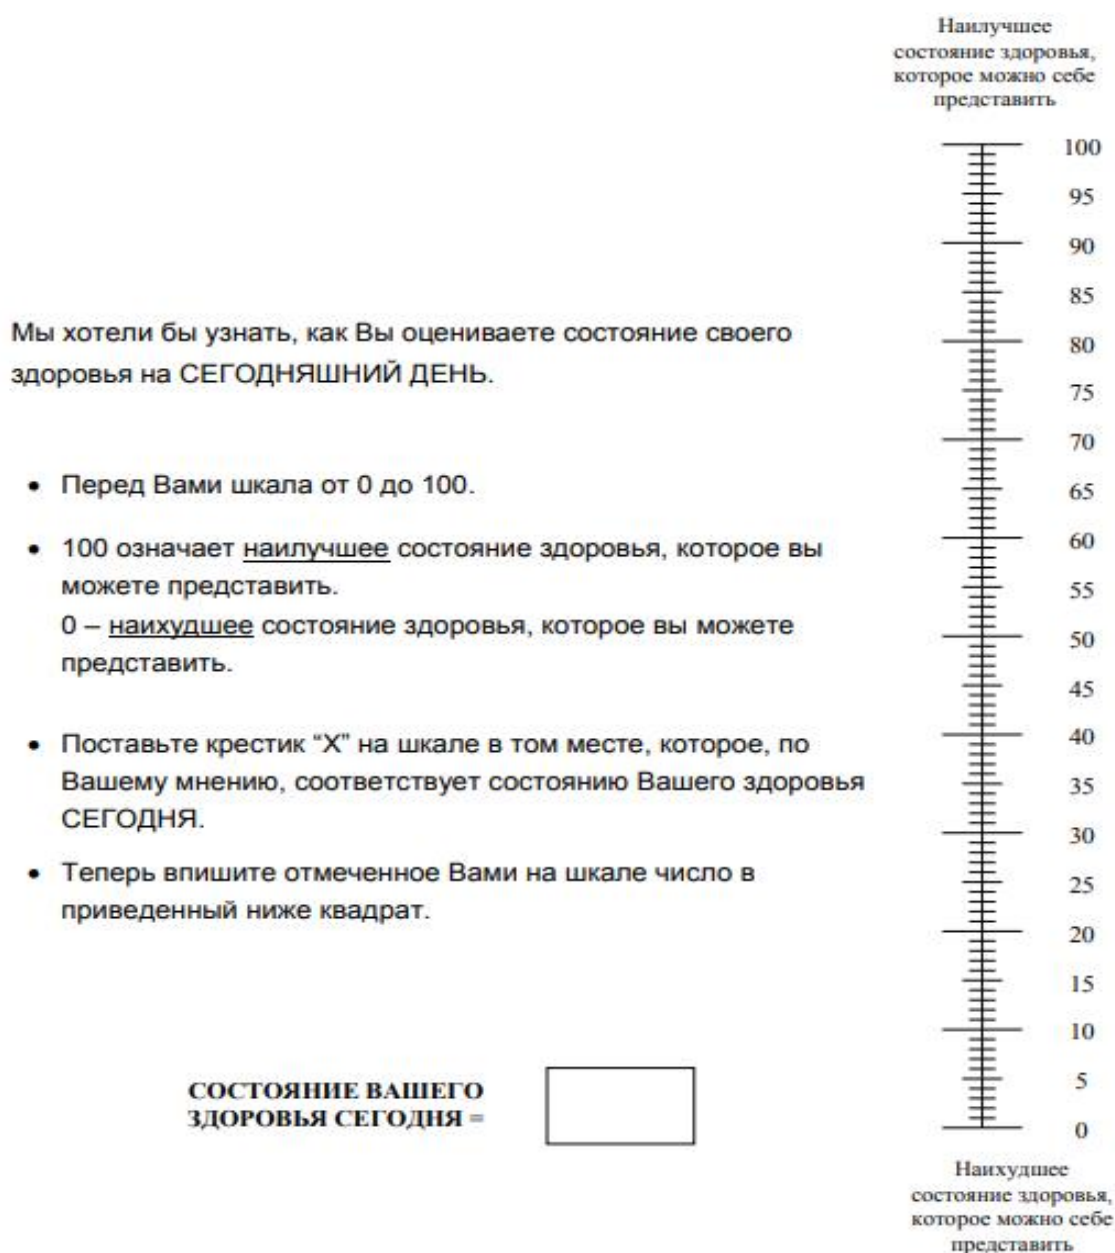 Наилучшее
состояние здоровья,
которое можно себе
представить
100
95
90
85
80
75
70
65
60
55
50
45
40
35
30
25
20
15
10
5
0
Наихудшее
состояние здоровья,
которое можно себе
представить
Мы хотели бы узнать, как Вы оцениваете состояние своего
здоровья на СЕГОДНЯШНИЙ ДЕНЬ.
• Перед Вами шкала от 0 до 100.
• 100 означает наилучшее состояние здоровья, которое вы
можете представить.
0 – наихудшее состояние здоровья, которое вы можете
представить.
• Поставьте крестик “X” на шкале в том месте, которое, по
Вашему мнению, соответствует состоянию Вашего здоровья
СЕГОДНЯ.
• Теперь впишите отмеченное Вами на шкале число в
приведенный ниже квадрат.
СОСТОЯНИЕ ВАШЕГО
ЗДОРОВЬЯ СЕГОДНЯ =